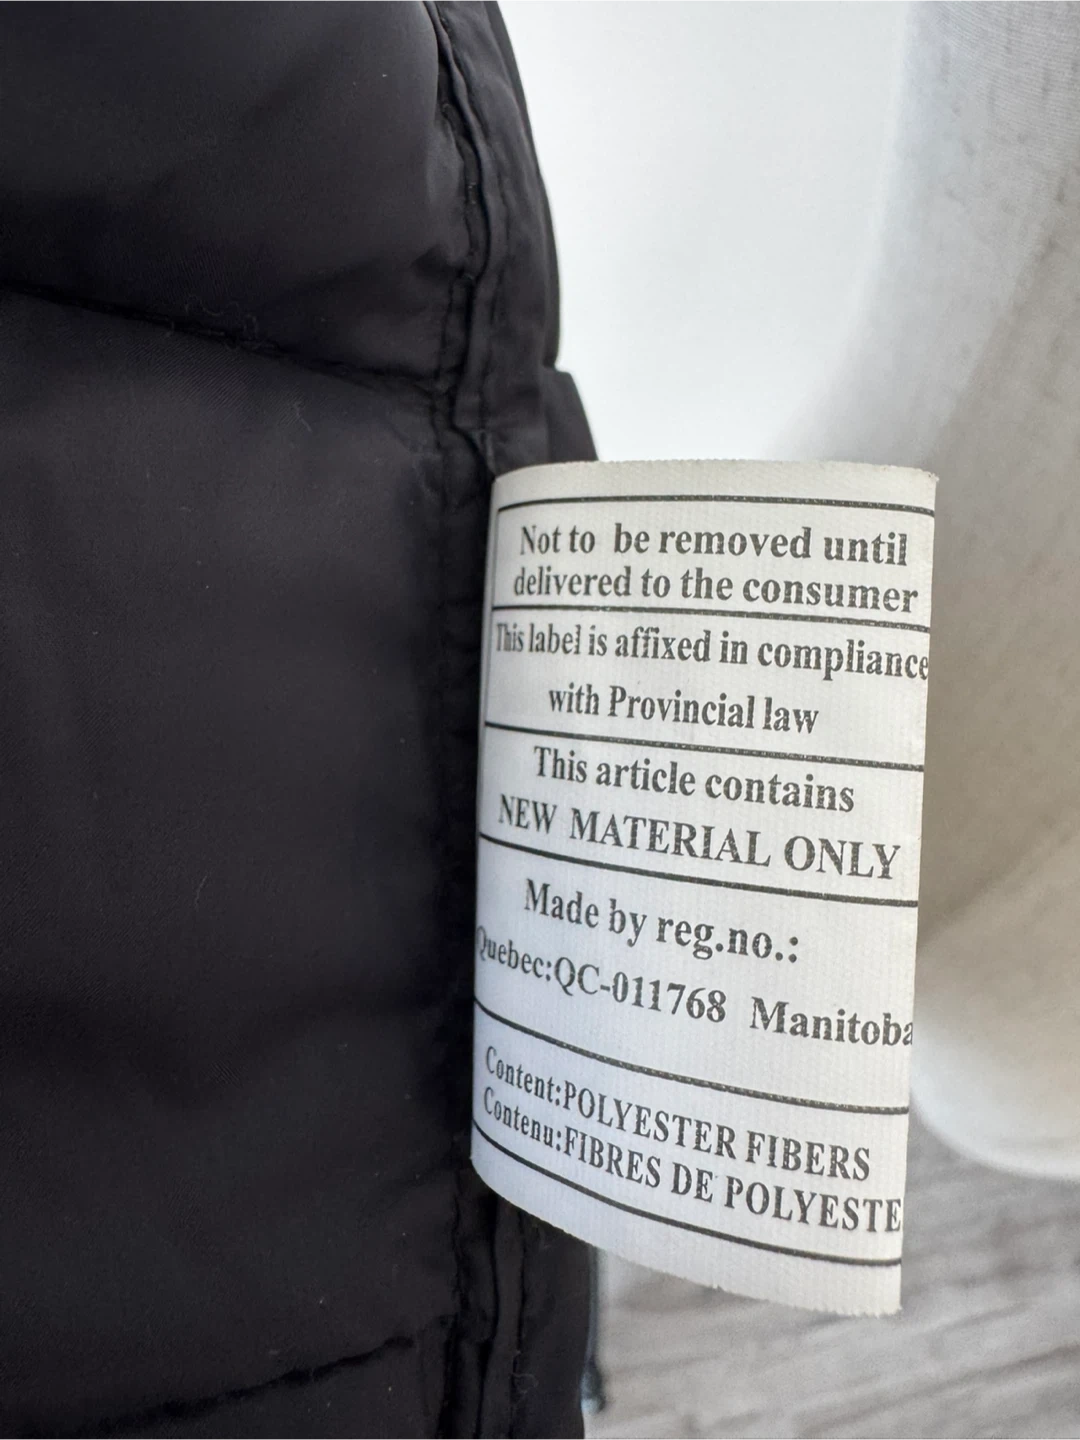 Not to be removed until
delivered to the consumer
This label is affixed in compliance
with Provincial law
This article contains
NEW MATERIAL ONLY
Made by reg.no.:
Quebec:QC-011768 Manitoba
Content:POLYESTER FIBERS
Contenu:FIBRES DE POLYESTE